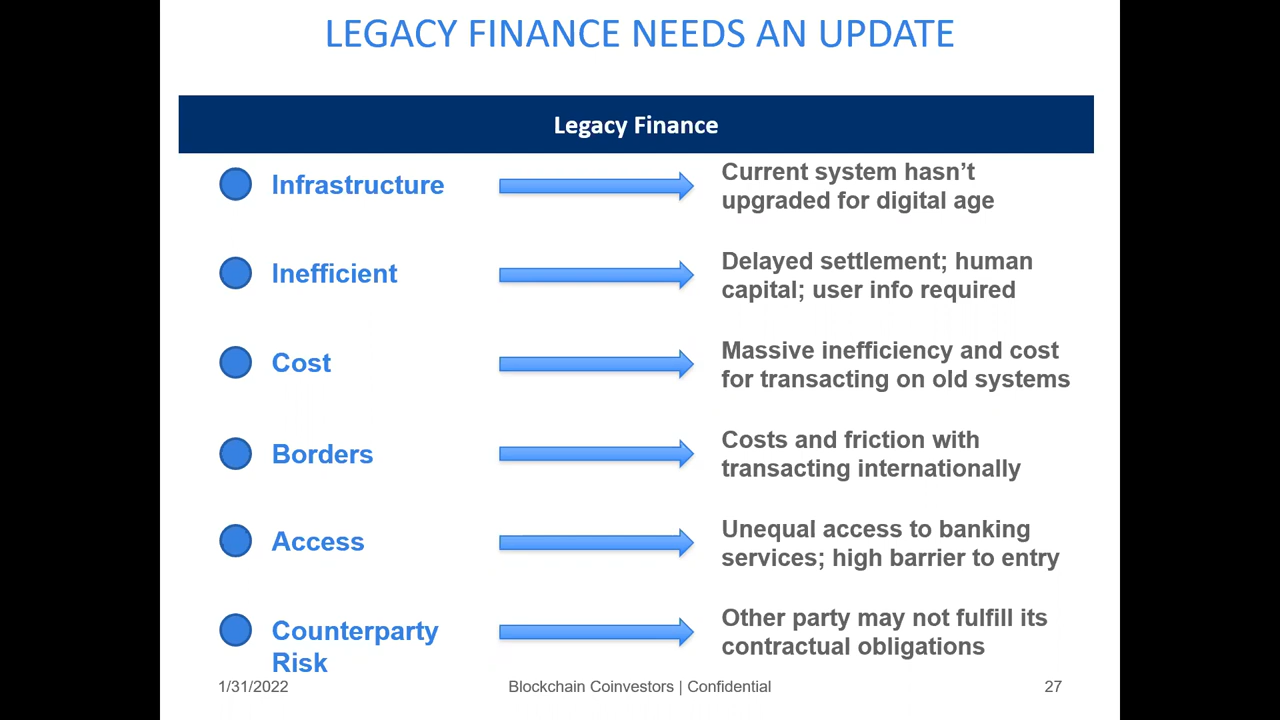 LEGACY FINANCE NEEDS AN UPDATE
Legacy Finance
Infrastructure
Current system hasn’t
upgraded for digital age
Inefficient
Delayed settlement; human
capital; user info required
Cost
Massive inefficiency and cost
for transacting on old systems
Borders
Costs and friction with
transacting internationally
Access
Unequal access to banking
services; high barrier to entry
Counterparty
Risk
Other party may not fulfill its
contractual obligations
1/31/2022
Blockchain Coinvestors | Confidential
27